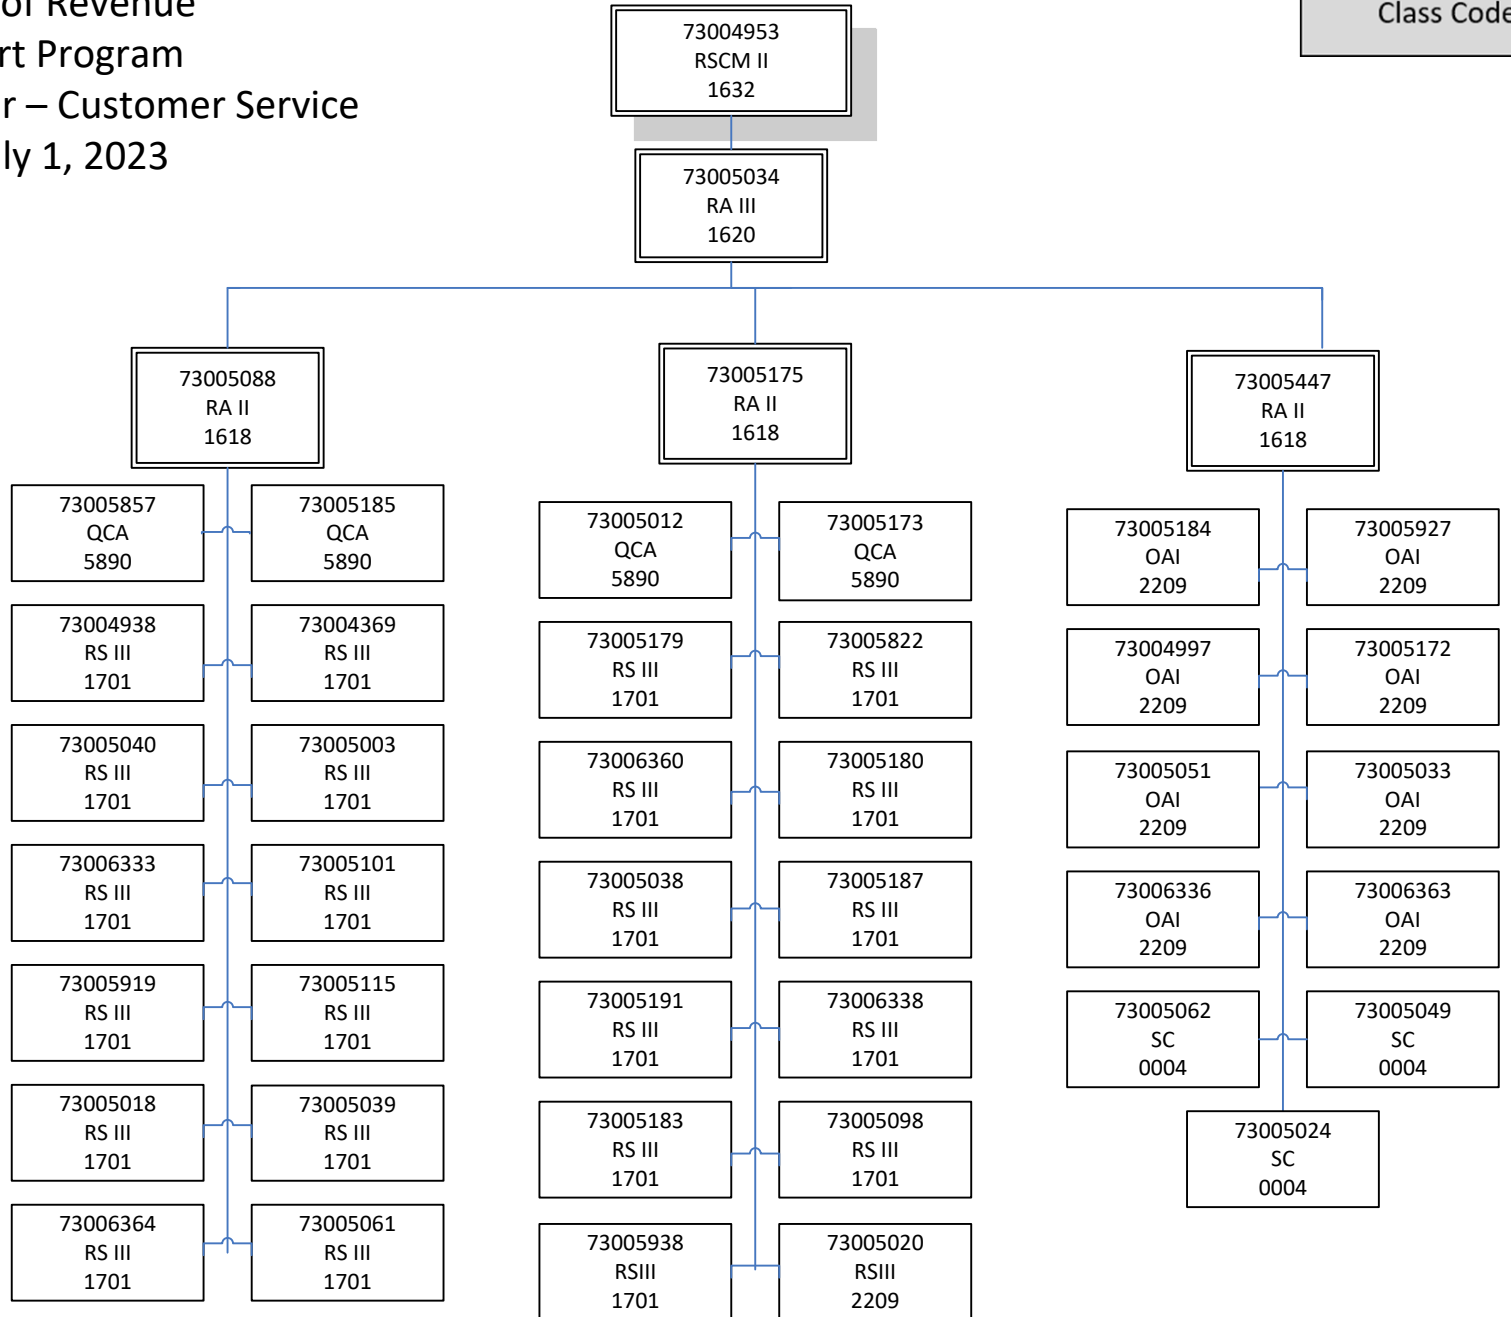 of Revenue
rt Program
r – Customer Service
ly 1, 2023
Class Code
73004953
RSCM II
1632
73005034
RA III
1620
73005088
RA II
1618
73005175
RA II
1618
73005447
RA II
1618
73005857
QCA
5890
73005185
QCA
5890
73004938
RS III
1701
73004369
RS III
1701
73005040
RS III
1701
73005003
RS III
1701
73006333
RS III
1701
73005101
RS III
1701
73005919
RS III
1701
73005115
RS III
1701
73005018
RS III
1701
73005039
RS III
1701
73006364
RS III
1701
73005061
RS III
1701
73005012
QCA
5890
73005173
QCA
5890
73005179
RS III
1701
73005822
RS III
1701
73006360
RS III
1701
73005180
RS III
1701
73005038
RS III
1701
73005187
RS III
1701
73005191
RS III
1701
73006338
RS III
1701
73005183
RS III
1701
73005098
RS III
1701
73005938
RSIII
1701
73005020
RSIII
2209
73005184
OAI
2209
73005927
OAI
2209
73004997
OAI
2209
73005172
OAI
2209
73005051
OAI
2209
73005033
OAI
2209
73006336
OAI
2209
73006363
OAI
2209
73005062
SC
0004
73005049
SC
0004
73005024
SC
0004